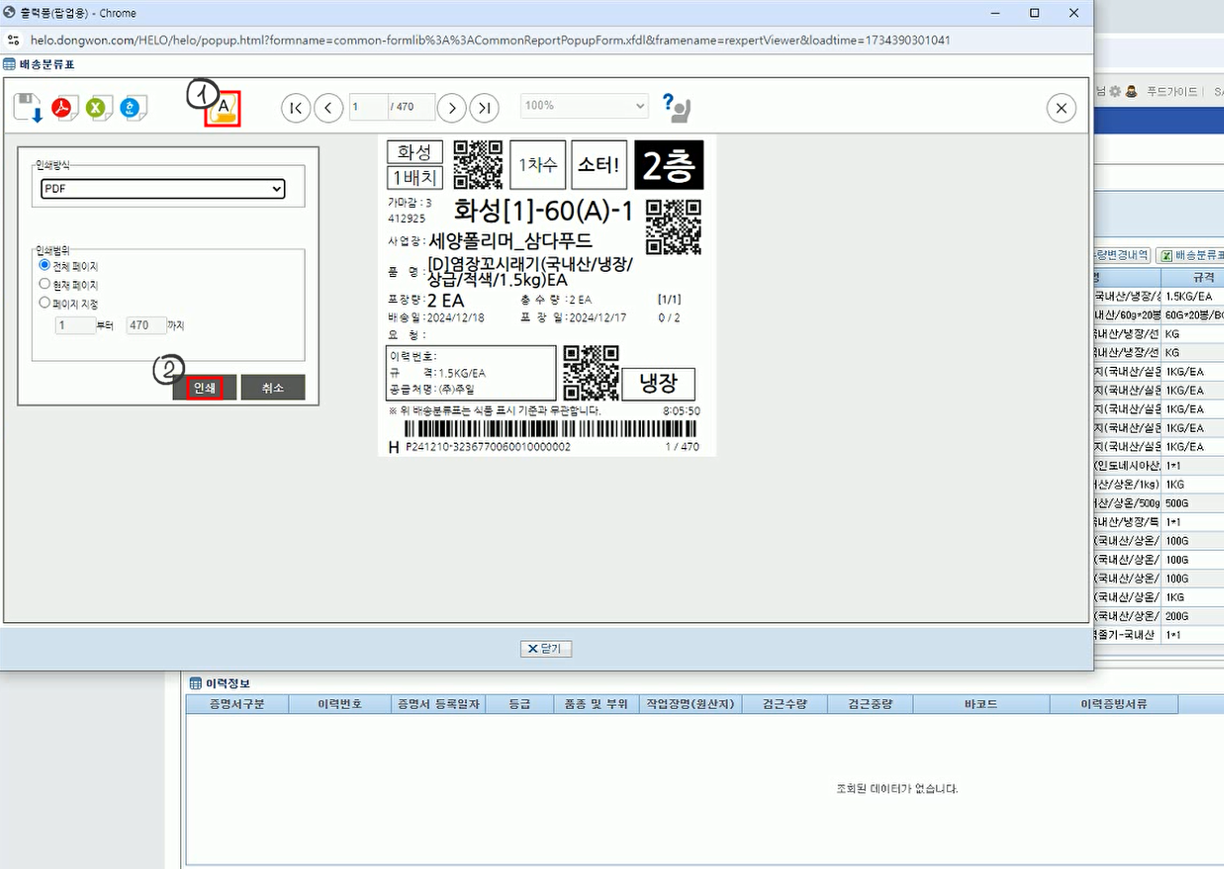 출력폼(팝업용) - Chrome
helo.dongwon.com/HELO/helo/popup.html?formname=common-formlib%3A%3ACommonReportPopupForm.xfdl&framename=rexpertViewer&loadtime=1734390301041
배송분류표
1
A
1 / 470
100%
?
푸드가이드
인쇄방식
PDF
인쇄범위
전체 페이지
현재 페이지
페이지 지정
1 부터 470 까지
2
인쇄 취소
화성
1배치
1차수
소터!
2층
가마감 : 3
412925
화성[1]-60(A)-1
사업장: 세양폴리머_삼다푸드
품 명 : [D]염장꼬시래기(국내산/냉장/
상급/적색/1.5kg)EA
포장량: 2 EA 총 수 량 :2 EA [1/1]
배송일:2024/12/18 포 장 일:2024/12/17 0 / 2
요 청 :
이력번호:
규 격:1.5KG/EA
공급처명:(주)주일
냉장
※ 위 배송분류표는 식품 표시 기준과 무관합니다. 8:05:50
H P241210-3236770060010000002 1 / 470
닫기
량변경내역 배송분류표
명 규격
1.5KG/EA
60G*20봉/B
국내산/냉장/선 KG
국내산/냉장/선 KG
지(국내산/실온 1KG/EA
지(국내산/실온 1KG/EA
지(국내산/실온 1KG/EA
지(국내산/실온 1KG/EA
지(국내산/실온 1KG/EA
(인도네시아산, 1*1
산/상온/1kg) 1KG
산/상온/500g 500G
국내산/냉장/특 1*1
(국내산/상온/ 100G
(국내산/상온/ 100G
(국내산/상온/ 100G
(국내산/상온/ 1KG
(국내산/상온/ 200G
줄기-국내산 1*1
이력정보
증명서구분 이력번호 증명서 등록일자 등급 품종 및 부위 작업장명(원산지) 검근수량 검근중량 바코드 이력증빙서류
조회된 데이터가 없습니다.